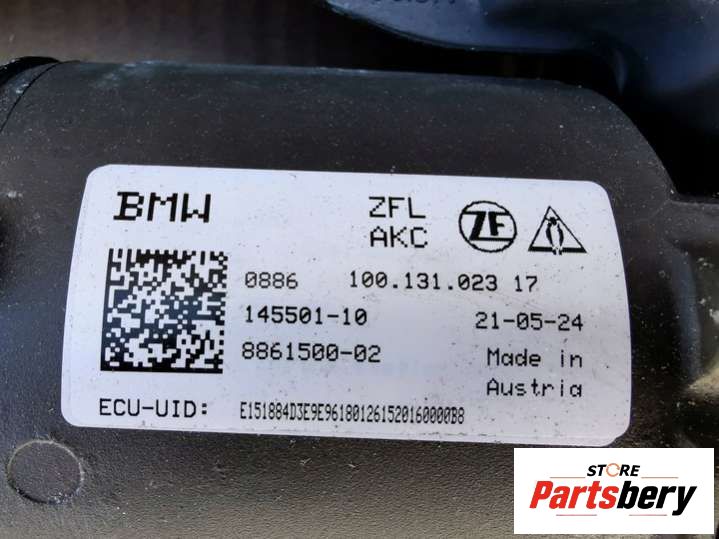 BMW ZFL ZF
AKC
0886 100.131.023 17
145501-10 21-05-24
8861500-02 Made in
Austria
ECU-UID: E151884D3E9E961801261520160000B8
STORE
Partsbery